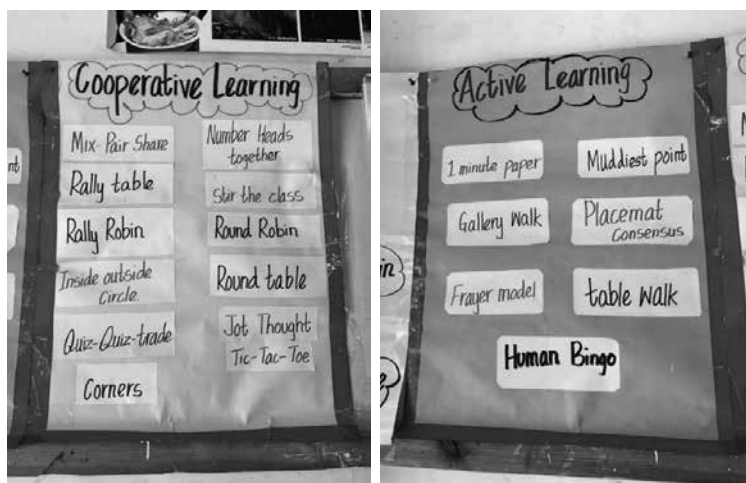 Cooperative Learning
Mix-Pair Share
Rally table
Rally Robin
Inside outside
Circle.
Quiz-Quiz-trade
Corners
Number Heads
together
Stir the class
Round Robin
Round table
Jot Thought
Tic-Tac-Toe
Active Learning
1 minute paper
Muddiest point
Gallery Walk
Placemat
Consensus
Frayer model
table walk
Human Bingo